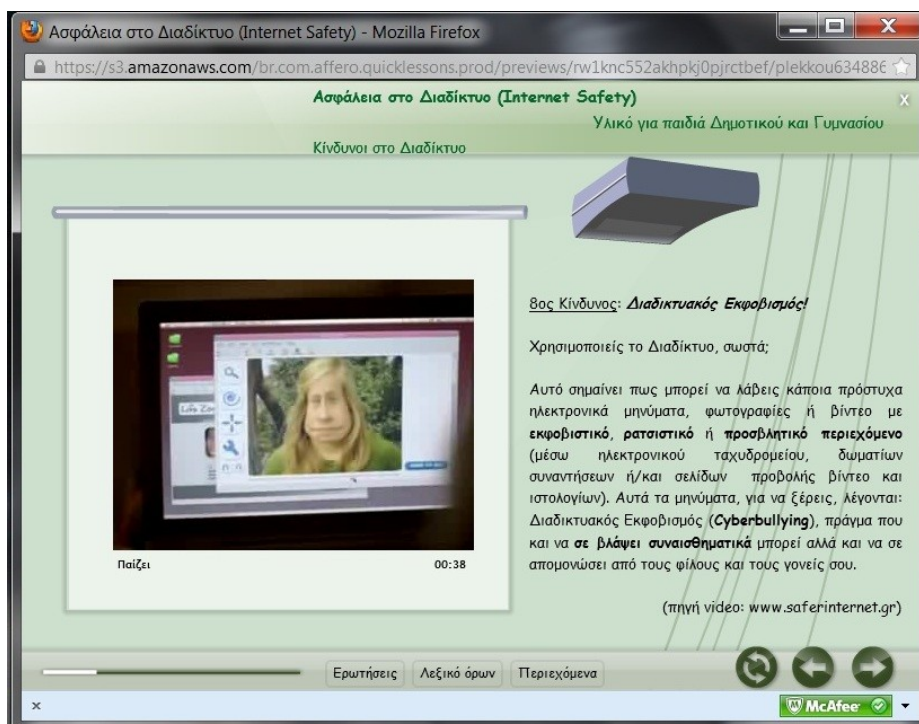 Ασφάλεια στο Διαδίκτυο (Internet Safety) - Mozilla Firefox
https://s3.amazonaws.com/br.com.affero.quicklessons.prod/previews/rw1knc552akhpkj0pjrctbef/plekkou634886
Ασφάλεια στο Διαδίκτυο (Internet Safety)
Υλικό για παιδιά Δημοτικού και Γυμνασίου
Κίνδυνοι στο Διαδίκτυο
8ος Κίνδυνος: Διαδικτυακός Εκφοβισμός!
Χρησιμοποιείς το Διαδίκτυο, σωστά;
Αυτό σημαίνει πως μπορεί να λάβεις κάποια πρόστυχα
ηλεκτρονικά μηνύματα, φωτογραφίες ή βίντεο με
εκφοβιστικό, ρατσιστικό ή προσβλητικό περιεχόμενο
(μέσω ηλεκτρονικού ταχυδρομείου, δωματίων
συναντήσεων ή/και σελίδων προβολής βίντεο και
ιστολογίων). Αυτά τα μηνύματα, για να ξέρεις, λέγονται:
Διαδικτυακός Εκφοβισμός (Cyberbullying), πράγμα που
και να σε βλάψει συναισθηματικά μπορεί αλλά και να σε
απομονώσει από τους φίλους και τους γονείς σου.
(πηγή video: www.saferinternet.gr)
Παίζει 00:38
Ερωτήσεις Λεξικό όρων Περιεχόμενα
McAfee